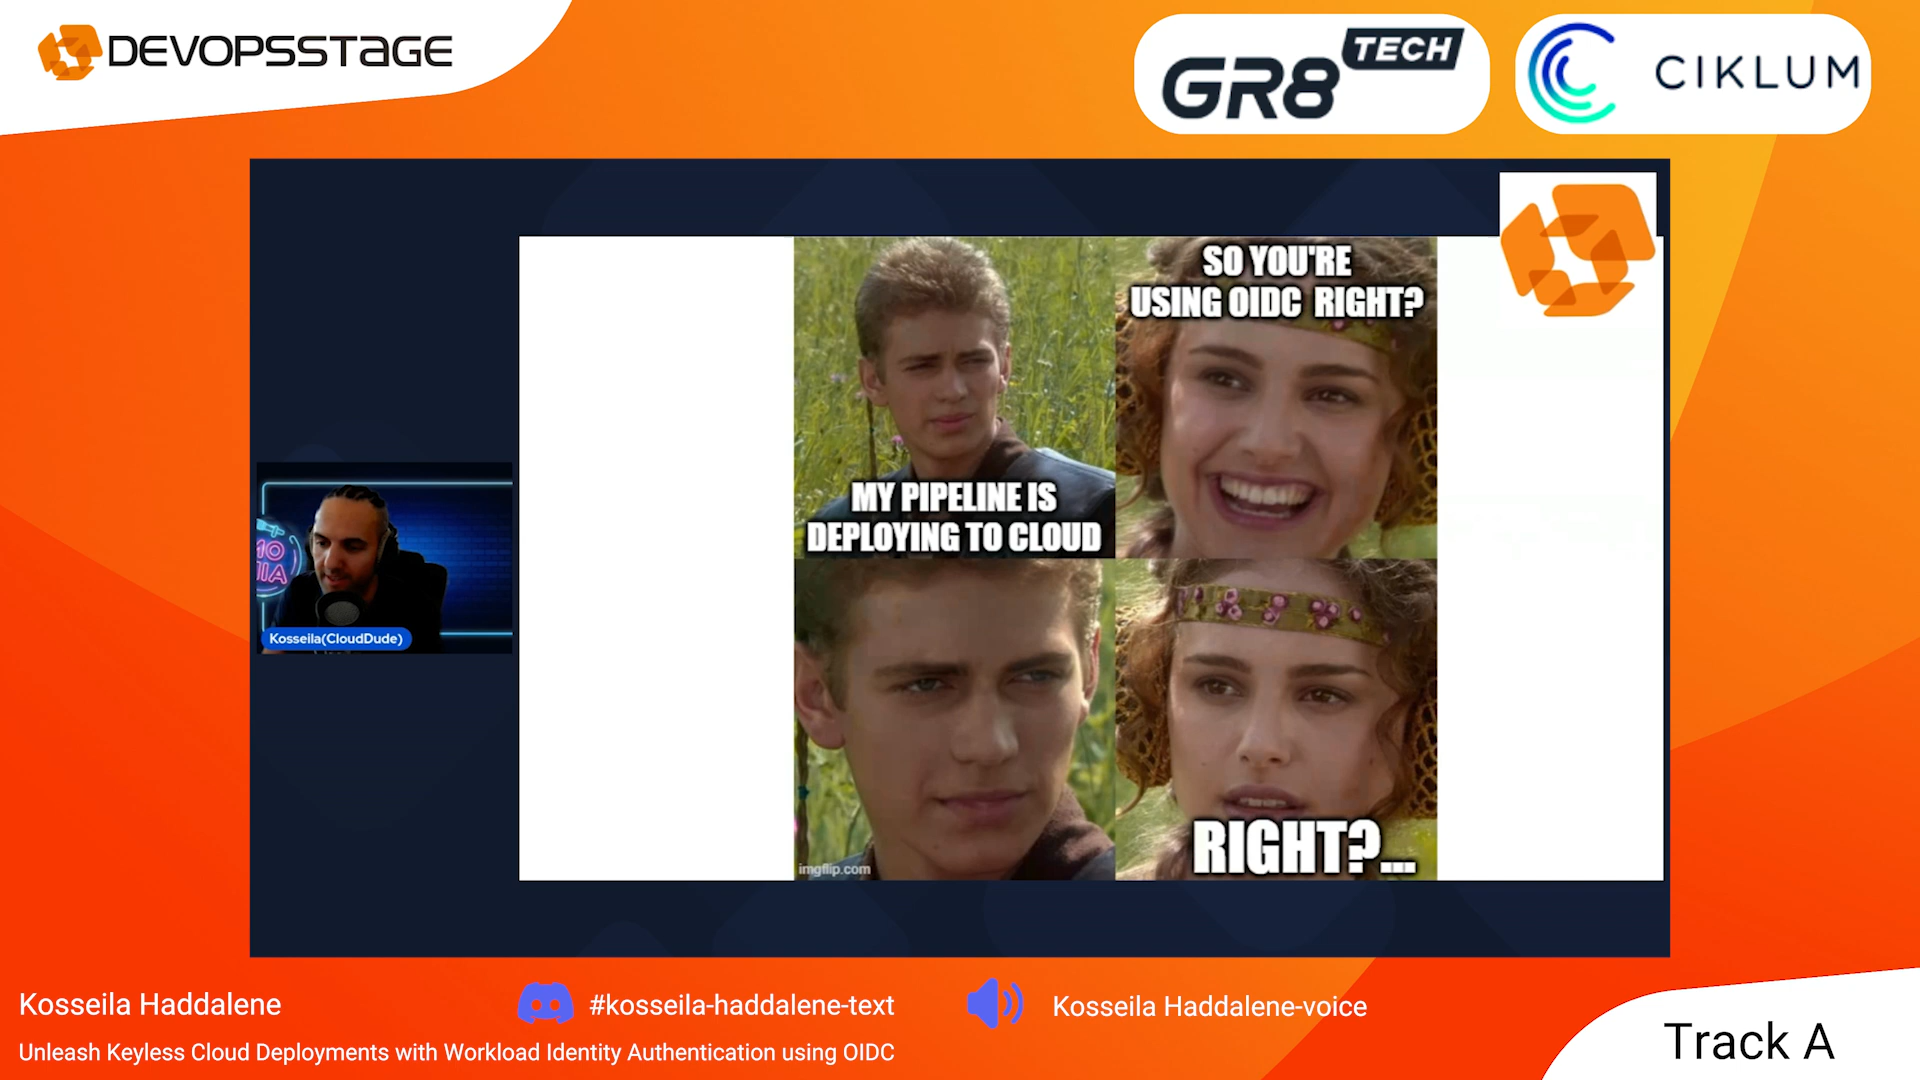 DEVOPSSTAGE
GR8 TECH
CIKLUM
SO YOU'RE
USING OIDC RIGHT?
MY PIPELINE IS
DEPLOYING TO CLOUD
Kosseila(CloudDude)
RIGHT?...
imgflip.com
Kosseila Haddalene
#kosseila-haddalene-text
Kosseila Haddalene-voice
Unleash Keyless Cloud Deployments with Workload Identity Authentication using OIDC
Track A